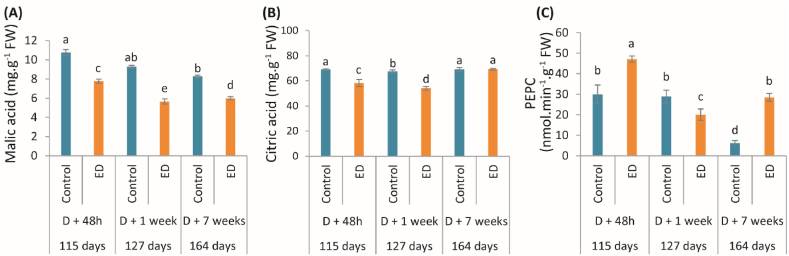 (A)
Malic acid (mg.g-1 FW)
12
10
8
6
4
2
0
a
c
ab
e
b
d
Control
ED
Control
ED
Control
ED
D + 48h
D + 1 week
D + 7 weeks
115 days
127 days
164 days
(B)
Citric acid (mg.g-1 FW)
100
80
60
40
20
0
a
c
b
d
a
a
Control
ED
Control
ED
Control
ED
D + 48h
D + 1 week
D + 7 weeks
115 days
127 days
164 days
(C)
PEPC
(nmol.min-1.g-1 FW)
60
50
40
30
20
10
0
b
a
b
c
d
b
Control
ED
Control
ED
Control
ED
D + 48h
D + 1 week
D + 7 weeks
115 days
127 days
164 days